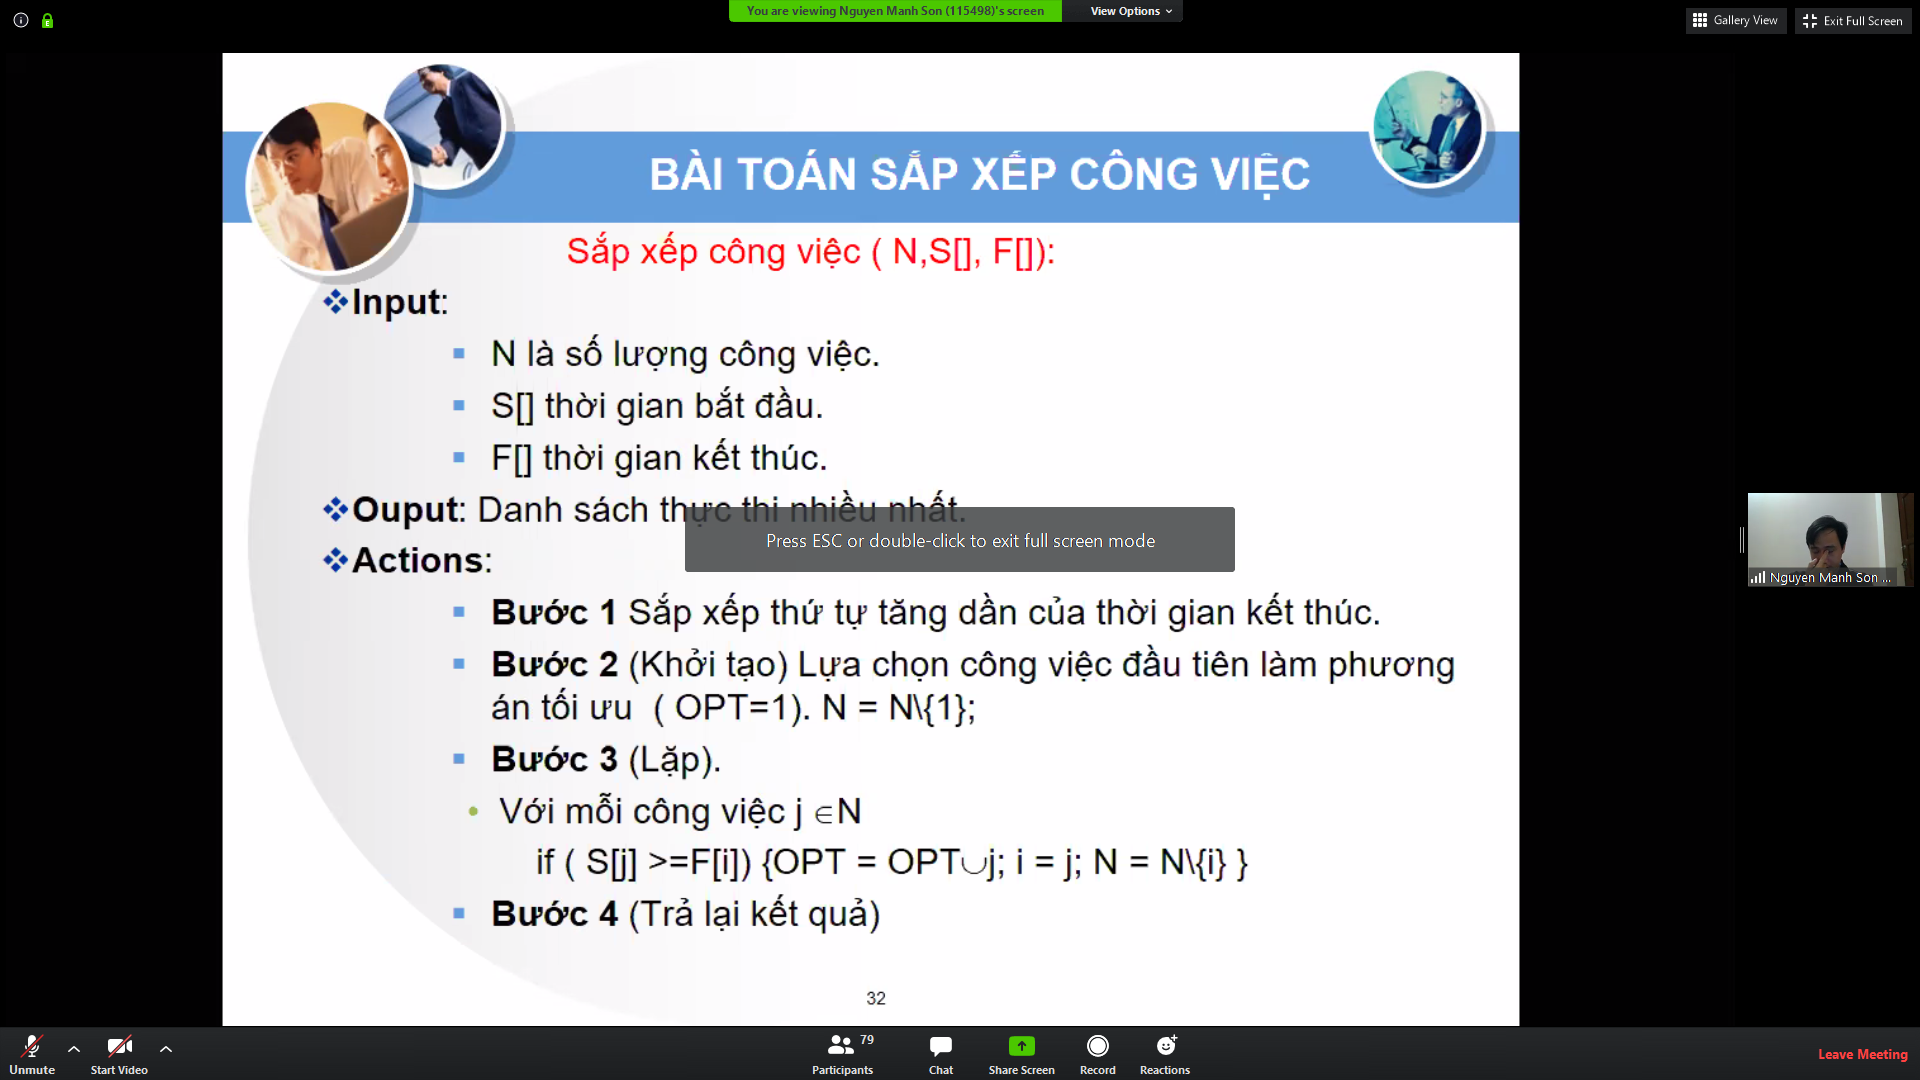 You are viewing Nguyen Manh Son (115498)'s screen
View Options
Gallery View
Exit Full Screen
BÀI TOÁN SẮP XẾP CÔNG VIỆC
Sắp xếp công việc ( N,S[], F[]):
Input:
N là số lượng công việc.
S[] thời gian bắt đầu.
F[] thời gian kết thúc.
Ouput: Danh sách thực thi nhiều nhất.
Press ESC or double-click to exit full screen mode
Actions:
Bước 1 Sắp xếp thứ tự tăng dần của thời gian kết thúc.
Bước 2 (Khởi tạo) Lựa chọn công việc đầu tiên làm phương
án tối ưu ( OPT=1). N = N\{1};
Bước 3 (Lặp).
Với mỗi công việc j ∈N
if ( S[j] >=F[i]) {OPT = OPT∪j; i = j; N = N\{i} }
Bước 4 (Trả lại kết quả)
32
Nguyen Manh Son ...
Unmute
Start Video
Participants
79
Chat
Share Screen
Record
Reactions
Leave Meeting